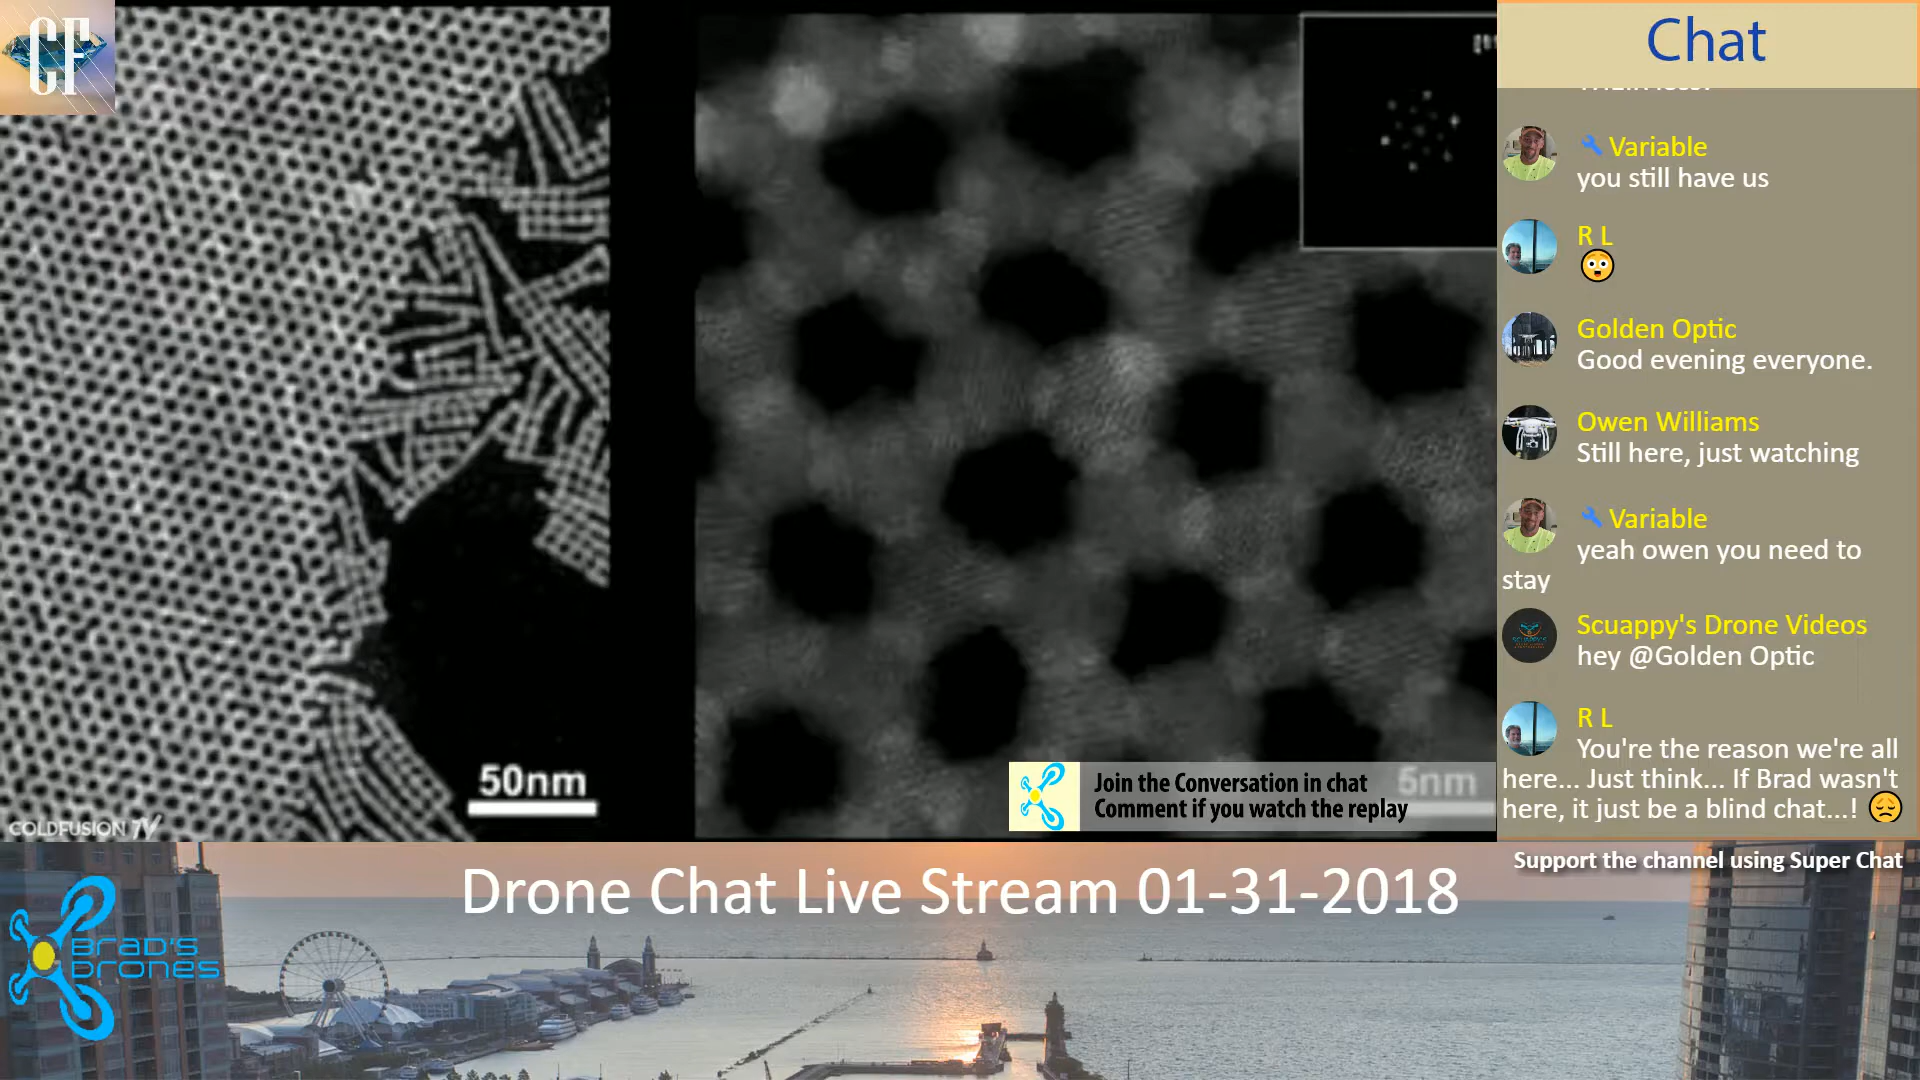 CF
50nm
5nm
COLDFUSION TV
Join the Conversation in chat
Comment if you watch the replay
Chat
Variable
you still have us
R L
Golden Optic
Good evening everyone.
Owen Williams
Still here, just watching
Variable
yeah owen you need to
stay
Scuappy's Drone Videos
hey @Golden Optic
R L
You're the reason we're all
here... Just think... If Brad wasn't
here, it just be a blind chat...!
Support the channel using Super Chat
Drone Chat Live Stream 01-31-2018
BRAD'S
DRONES